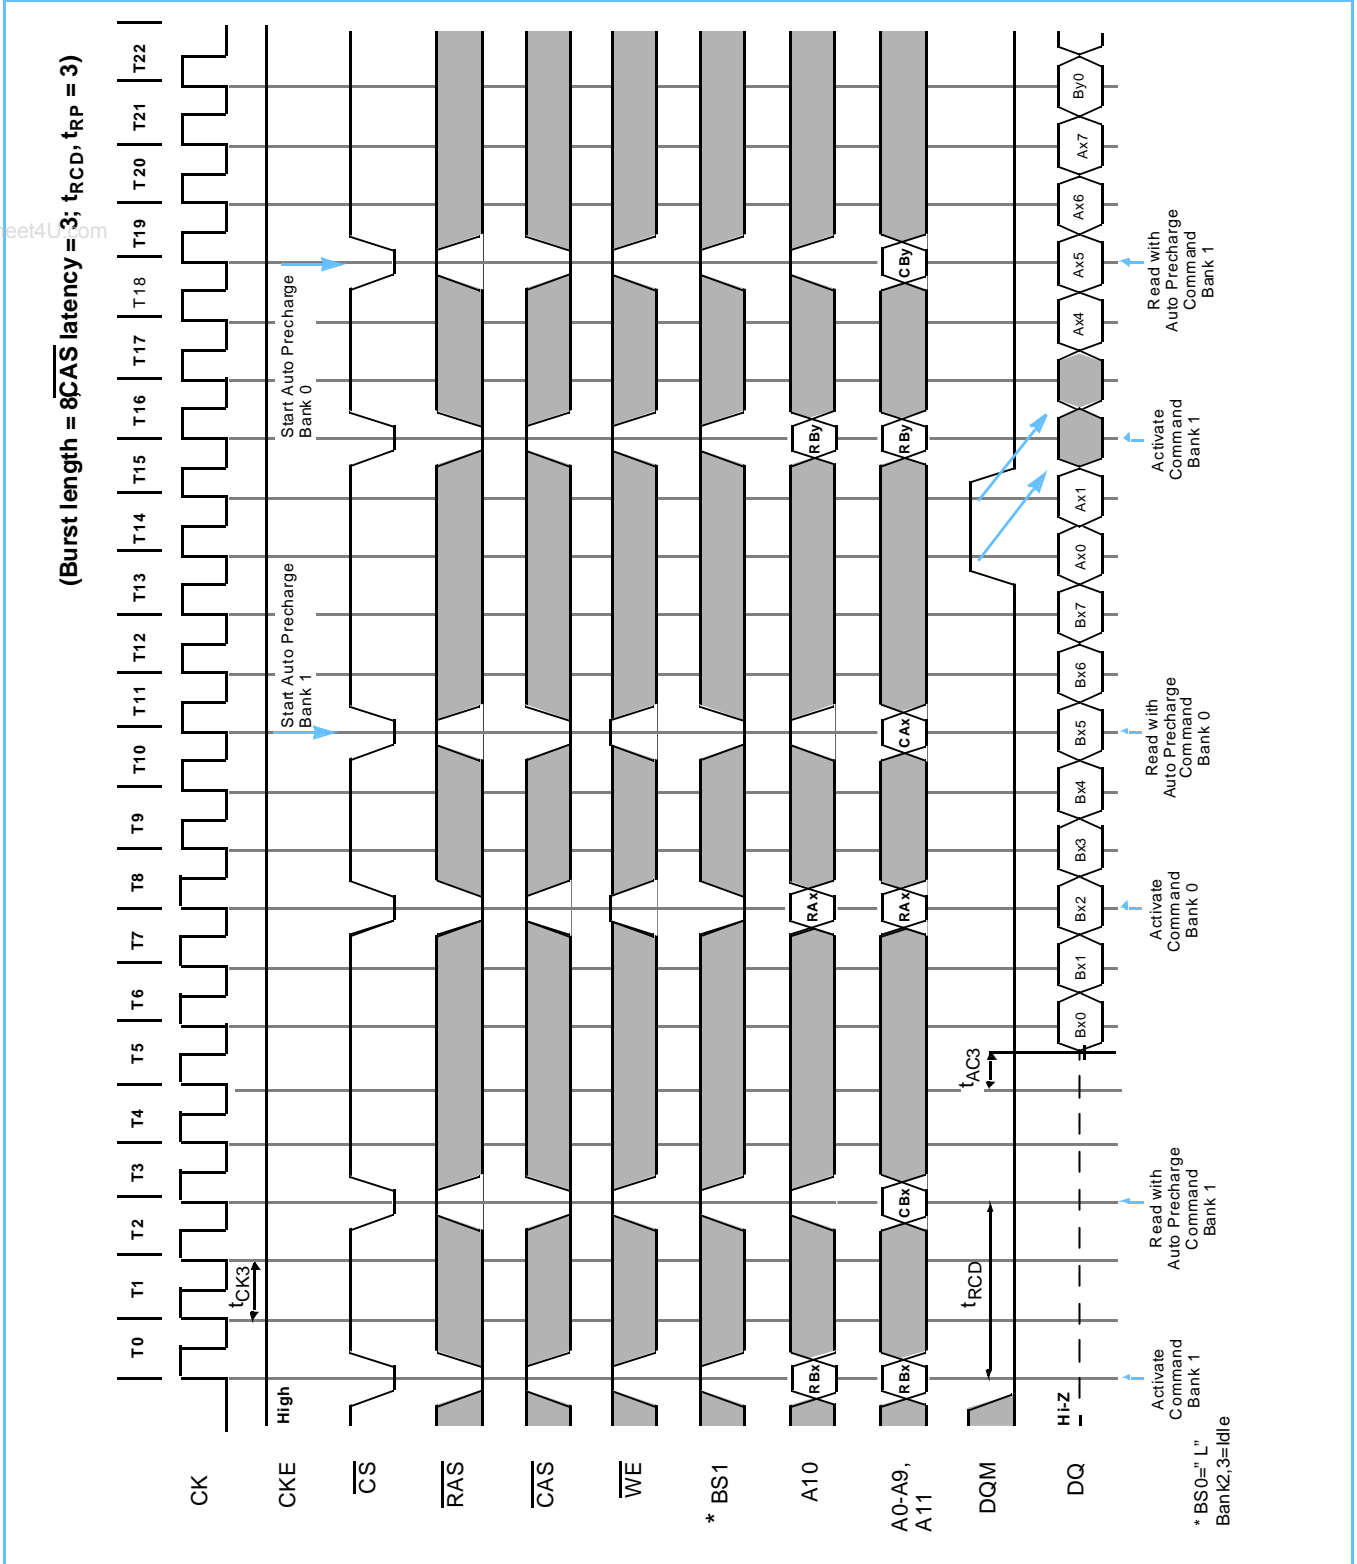 (Burst length = 8CAS latency = 3; tRCD, tRP = 3)
eet4U.com
T0 T1 T2 T3 T4 T5 T6 T7 T8 T9 T10 T11 T12 T13 T14 T15 T16 T17 T18 T19 T20 T21 T22
CK
tCK3
CKE
High
Start Auto Precharge
Bank 1
Start Auto Precharge
Bank 0
CS
RAS
CAS
WE
* BS1
A10
RBx RAx RBy
A0-A9,
A11
RBx CBx RAx CAx RBy CBy
DQM
tRCD
tAC3
DQ
Hi-Z
Bx0 Bx1 Bx2 Bx3 Bx4 Bx5 Bx6 Bx7 Ax0 Ax1 Ax4 Ax5 Ax6 Ax7 By0
Activate
Command
Bank 1
Read with
Auto Precharge
Command
Bank 1
Activate
Command
Bank 0
Read with
Auto Precharge
Command
Bank 0
Activate
Command
Bank 1
Read with
Auto Precharge
Command
Bank 1
* BS0=" L"
Bank2,3=Idle